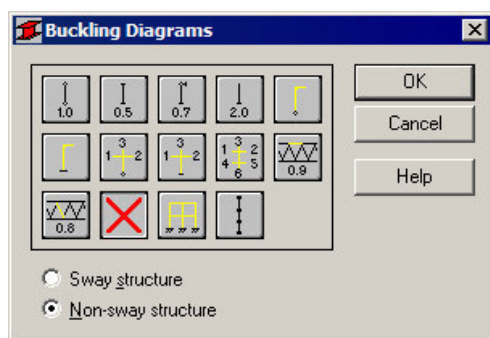 Buckling Diagrams
1.0 0.5 0.7 2.0
OK
Cancel
3 1 2 3 1 2 3 1 2 4 5 6 0.9
Help
0.8
Sway structure
Non-sway structure